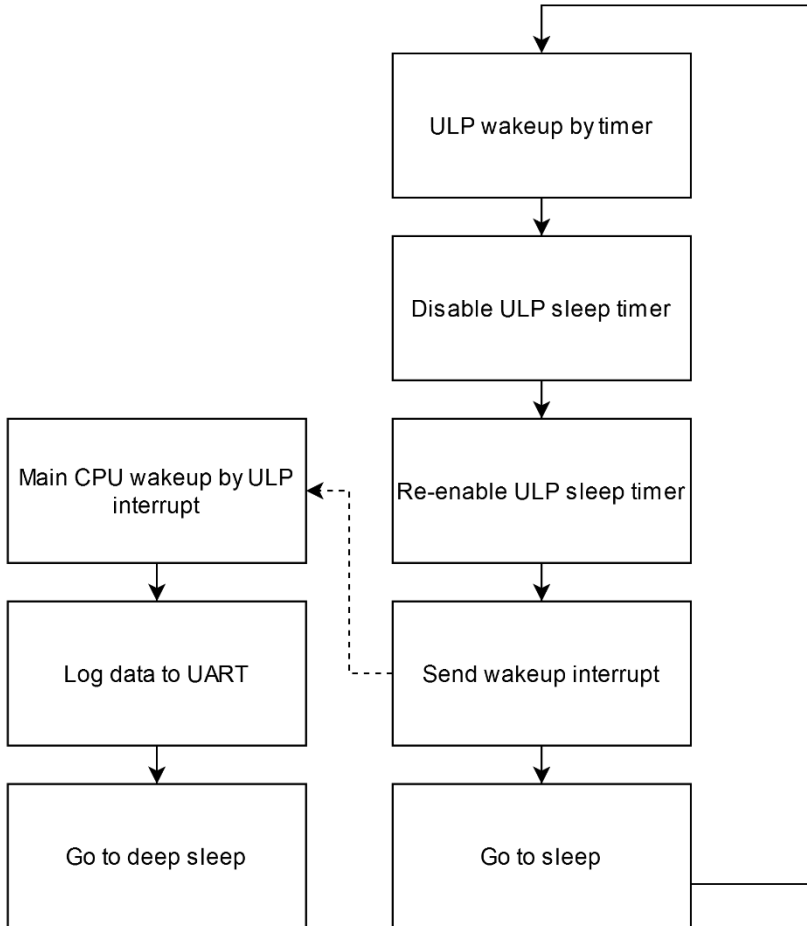 ULP wakeup by timer
Disable ULP sleep timer
Re-enable ULP sleep timer
Send wakeup interrupt
Go to sleep
Main CPU wakeup by ULP
interrupt
Log data to UART
Go to deep sleep